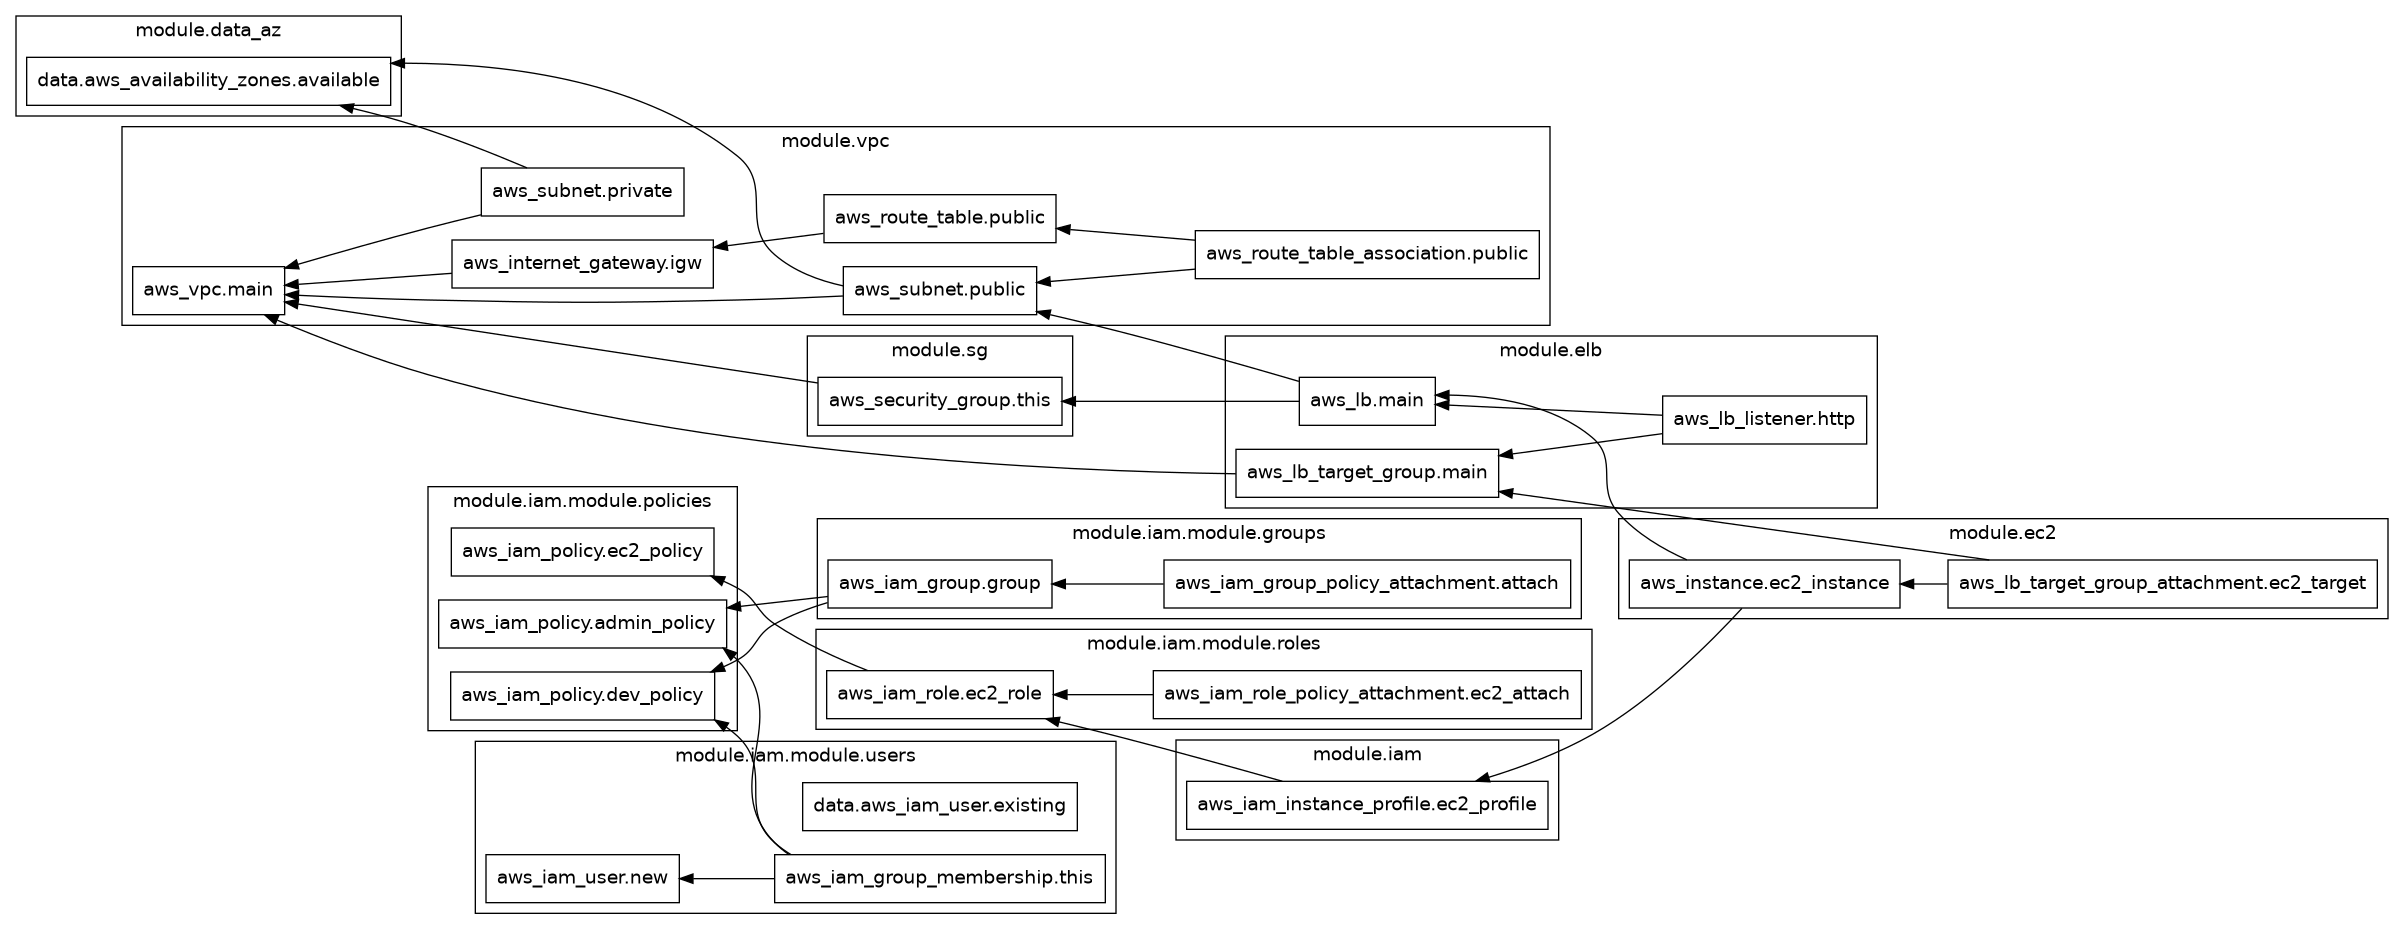 module.data_az
data.aws_availability_zones.available
module.vpc
aws_subnet.private
aws_route_table.public
aws_route_table_association.public
aws_internet_gateway.igw
aws_vpc.main
aws_subnet.public
module.sg
aws_security_group.this
module.elb
aws_lb.main
aws_lb_listener.http
aws_lb_target_group.main
module.iam.module.policies
aws_iam_policy.ec2_policy
aws_iam_policy.admin_policy
aws_iam_policy.dev_policy
module.iam.module.groups
aws_iam_group.group
aws_iam_group_policy_attachment.attach
module.ec2
aws_instance.ec2_instance
aws_lb_target_group_attachment.ec2_target
module.iam.module.roles
aws_iam_role.ec2_role
aws_iam_role_policy_attachment.ec2_attach
module.iam.module.users
data.aws_iam_user.existing
aws_iam_user.new
aws_iam_group_membership.this
module.iam
aws_iam_instance_profile.ec2_profile